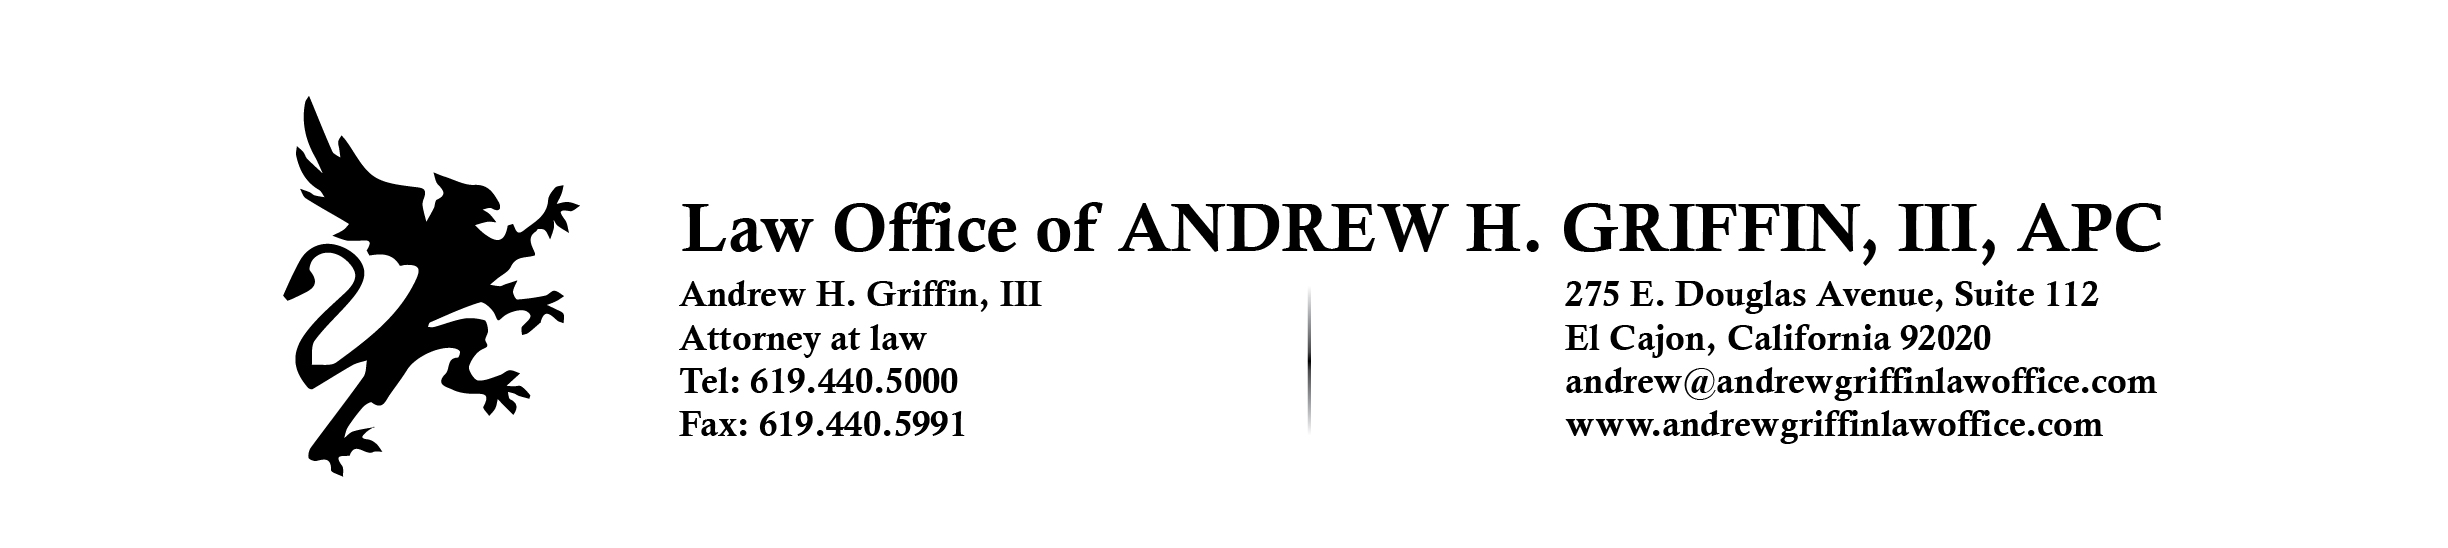 Law Office of ANDREW H. GRIFFIN, III, APC
Andrew H. Griffin, III
Attorney at law
Tel: 619.440.5000
Fax: 619.440.5991
275 E. Douglas Avenue, Suite 112
El Cajon, California 92020
andrew@andrewgriffinlawoffice.com
www.andrewgriffinlawoffice.com